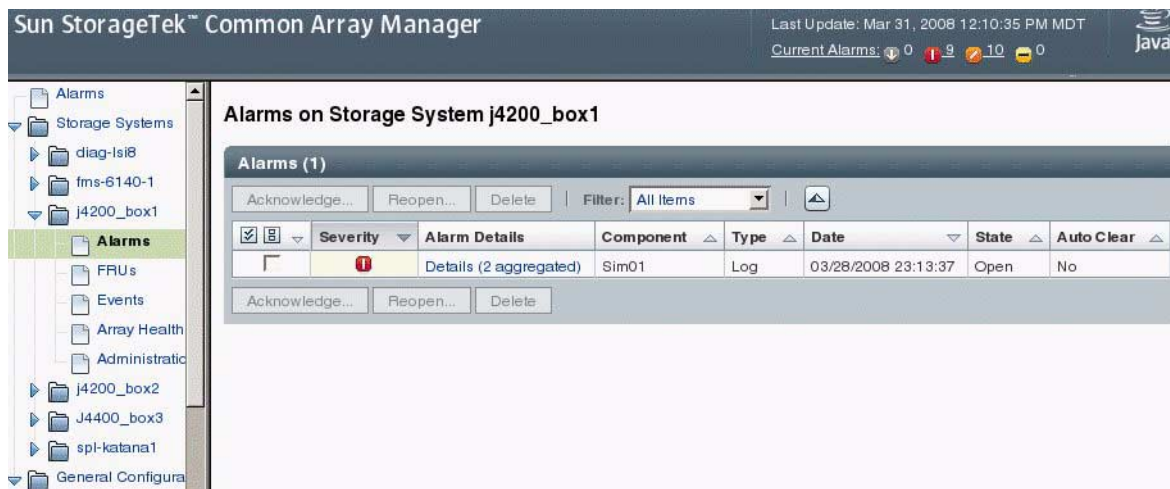 Sun StorageTek™ Common Array Manager
Last Update: Mar 31, 2008 12:10:35 PM MDT
Current Alarms: 0 9 10 0
Java
Alarms
Storage Systems
diag-lsi8
fms-6140-1
j4200_box1
Alarms
FRUs
Events
Array Health
Administratic
j4200_box2
J4400_box3
spl-katana1
General Configura
Alarms on Storage System j4200_box1
Alarms (1)
Acknowledge... Reopen... Delete Filter: All Items
Severity Alarm Details Component Type Date State Auto Clear
Details (2 aggregated) Sim01 Log 03/28/2008 23:13:37 Open No
Acknowledge... Reopen... Delete